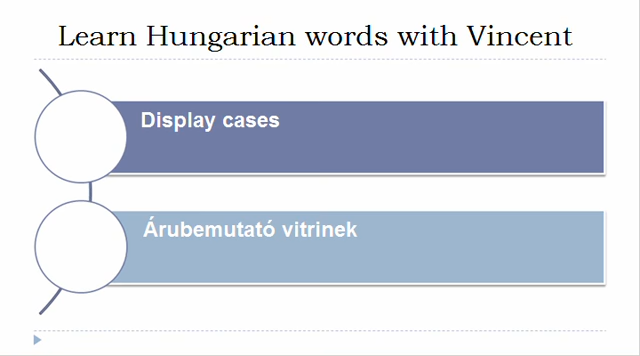 Learn Hungarian words with Vincent
Display cases
Árubemutató vitrinek